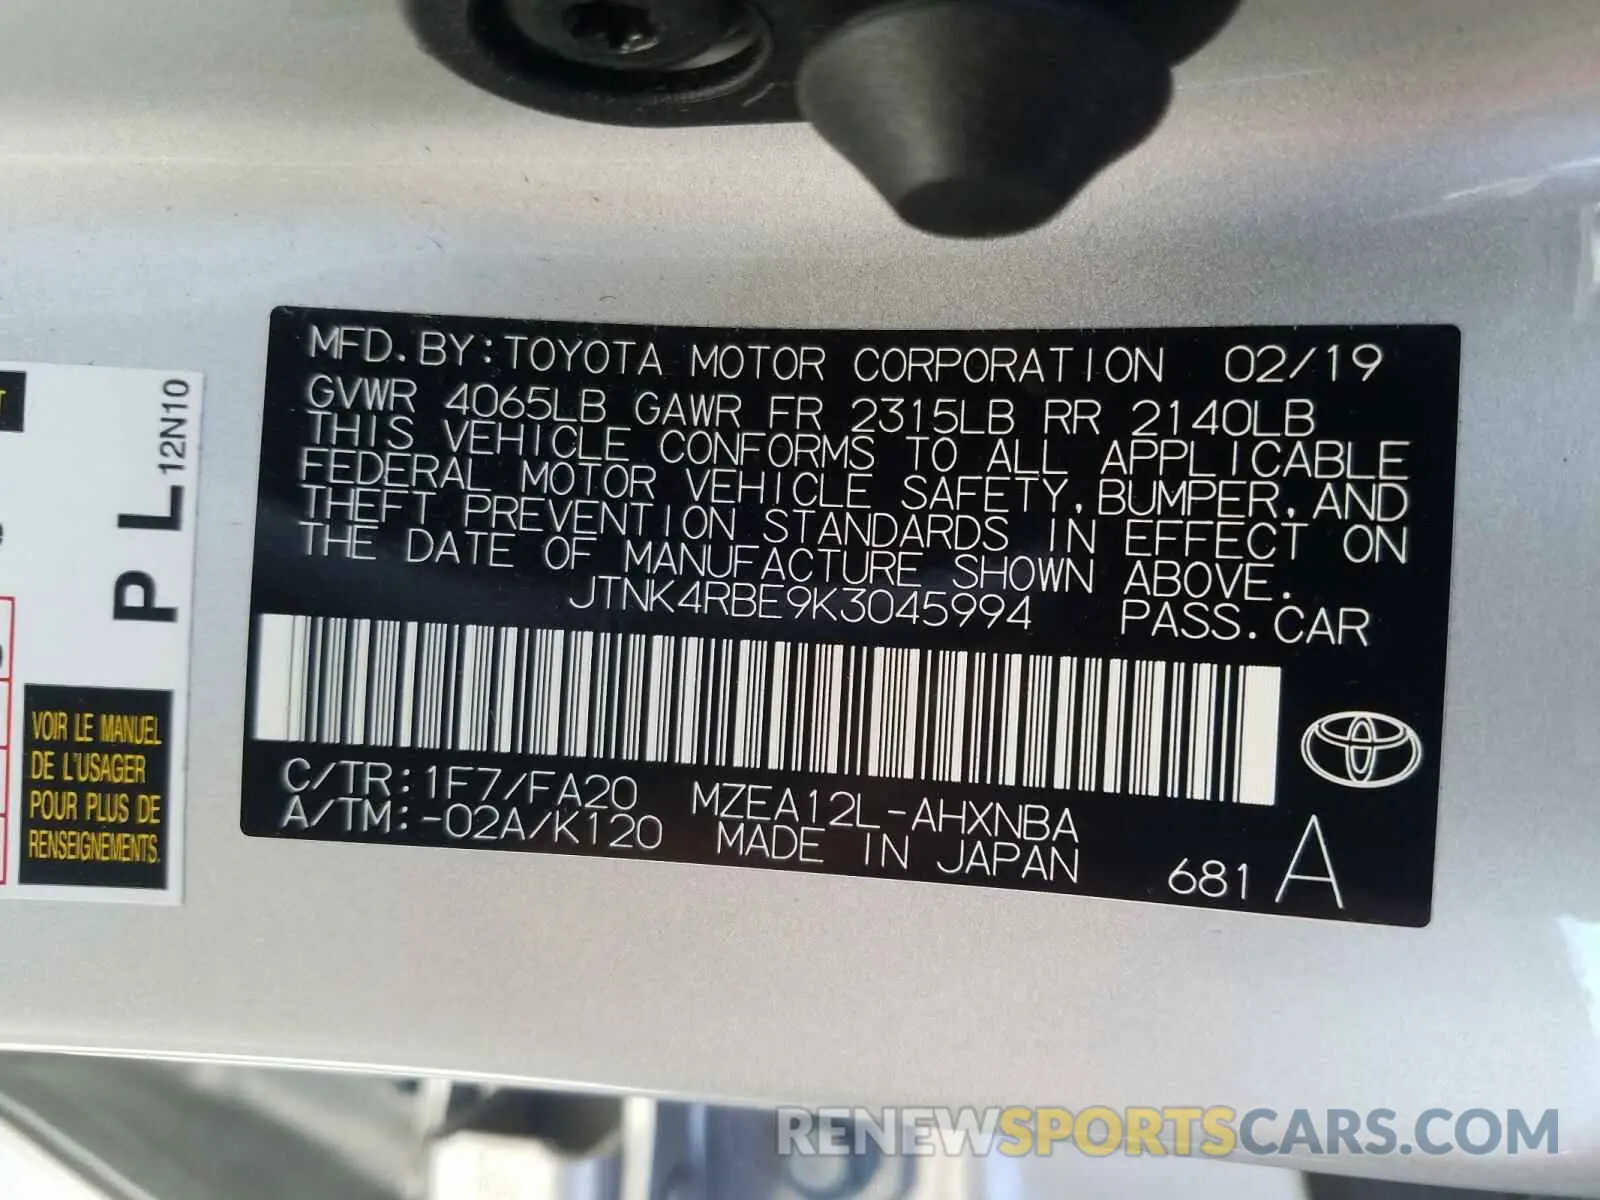 MFD. BY: TOYOTA MOTOR CORPORATION 02/19
GVWR 4065LB GAWR FR 2315LB RR 2140LB
THIS VEHICLE CONFORMS TO ALL APPLICABLE
FEDERAL MOTOR VEHICLE SAFETY, BUMPER, AND
THEFT PREVENTION STANDARDS IN EFFECT ON
THE DATE OF MANUFACTURE SHOWN ABOVE.
JTNK4RBE9K3045994 PASS. CAR
C/TR: 1F7/FA20 MZEA12L-AHXNBA
A/TM: -02A/K120 MADE IN JAPAN 681 A
P L 12N10
VOIR LE MANUEL
DE L'USAGER
POUR PLUS DE
RENSEIGNEMENTS.
RENEWSPORTSCARS.COM